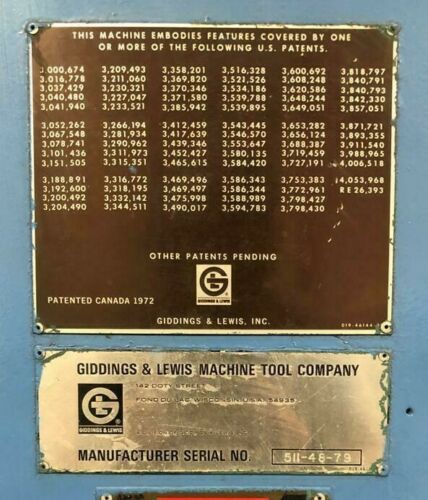 THIS MACHINE EMBODIES FEATURES COVERED BY ONE
OR MORE OF THE FOLLOWING U.S. PATENTS.
3,000,674 3,209,493 3,358,201 3,516,328 3,600,692 3,818,797
3,016,778 3,211,060 3,369,820 3,521,526 3,608,248 3,840,791
3,037,429 3,230,321 3,370,346 3,534,186 3,620,586 3,840,793
3,040,480 3,227,047 3,371,580 3,539,788 3,648,244 3,842,330
3,041,940 3,233,521 3,385,942 3,539,895 3,649,051 3,857,051
3,052,262 3,266,194 3,412,459 3,543,445 3,653,282 3,871,721
3,067,548 3,281,934 3,417,639 3,546,570 3,656,124 3,893,355
3,078,741 3,290,962 3,439,346 3,553,647 3,688,387 3,911,540
3,101,436 3,311,973 3,457,452 3,580,135 3,719,459 3,988,965
3,151,505 3,315,351 3,465,615 3,584,420 3,727,191 4,006,518
3,188,891 3,316,772 3,469,496 3,586,343 3,753,383 4,053,968
3,192,600 3,318,195 3,469,497 3,586,344 3,772,961 RE 26,393
3,200,492 3,332,142 3,475,998 3,588,989 3,798,427
3,204,490 3,344,511 3,490,017 3,594,783 3,798,430
OTHER PATENTS PENDING
GIDDINGS & LEWIS
PATENTED CANADA 1972
GIDDINGS & LEWIS, INC.
GIDDINGS & LEWIS MACHINE TOOL COMPANY
142 DOTY STREET
FOND DU LAC, WISCONSIN, U.S.A. 54935
GIDDINGS & LEWIS
MANUFACTURER SERIAL NO. 511-48-79